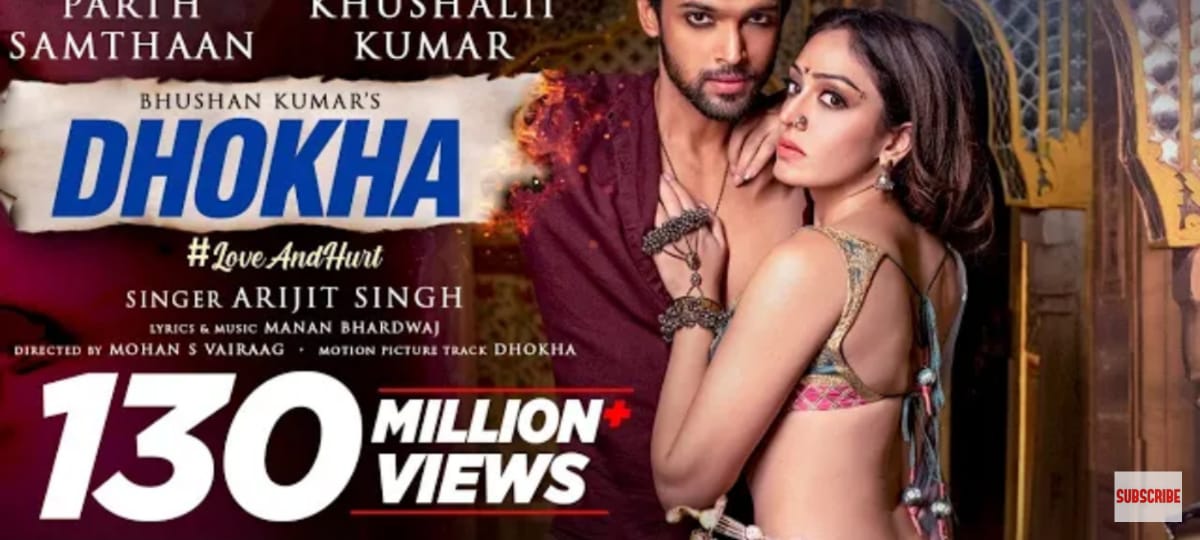 PARTH KHUSHALII
SAMTHAAN KUMAR
BHUSHAN KUMAR'S
DHOKHA
#LoveAndHurt
SINGER ARIJIT SINGH
LYRICS & MUSIC MANAN BHARDWAJ
DIRECTED BY MOHAN S VAIRAAG • MOTION PICTURE TRACK DHOKHA
130
MILLION+
VIEWS
SUBSCRIBE